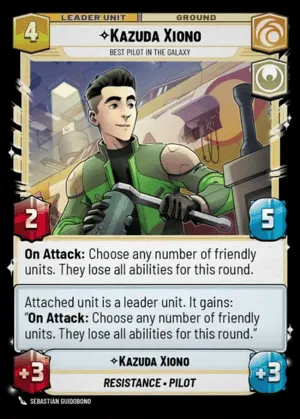 LEADER UNIT GROUND
4
✧KAZUDA XIONO
BEST PILOT IN THE GALAXY
2
5
On Attack: Choose any number of friendly
units. They lose all abilities for this round.
Attached unit is a leader unit. It gains:
“On Attack: Choose any number of friendly
units. They lose all abilities for this round.”
✧KAZUDA XIONO
+3
+3
RESISTANCE • PILOT
SEBASTIAN GUIDOBONO